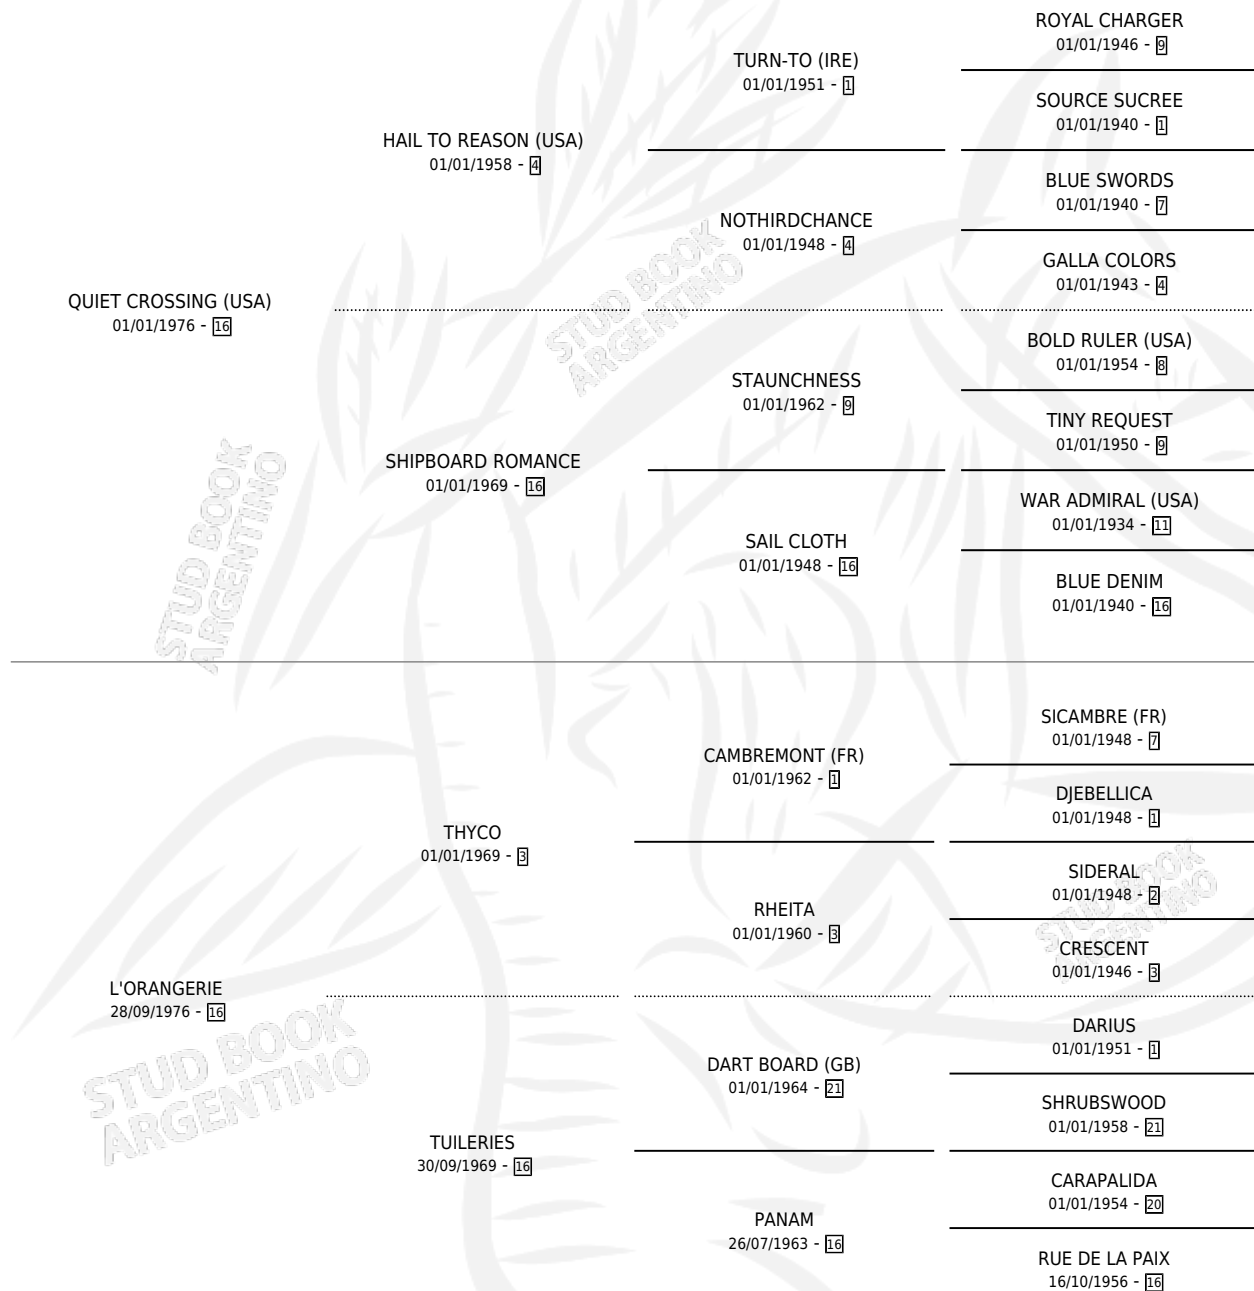 ROYAL CHARGER
01/01/1946 - 9
TURN-TO (IRE)
01/01/1951 - 1
SOURCE SUCREE
01/01/1940 - 1
HAIL TO REASON (USA)
01/01/1958 - 4
BLUE SWORDS
01/01/1940 - 7
NOTHIRDCHANCE
01/01/1948 - 4
GALLA COLORS
01/01/1943 - 4
QUIET CROSSING (USA)
01/01/1976 - 16
STUD BOOK
ARGENTINO
BOLD RULER (USA)
01/01/1954 - 8
STAUNCHNESS
01/01/1962 - 9
TINY REQUEST
01/01/1950 - 9
SHIPBOARD ROMANCE
01/01/1969 - 16
WAR ADMIRAL (USA)
01/01/1934 - 11
SAIL CLOTH
01/01/1948 - 16
BLUE DENIM
01/01/1940 - 16
STUD BOOK
ARGENTINO
SICAMBRE (FR)
01/01/1948 - 7
CAMBREMONT (FR)
01/01/1962 - 1
DJEBELLICA
01/01/1948 - 1
THYCO
01/01/1969 - 3
SIDERAL
01/01/1948 - 2
RHEITA
01/01/1960 - 3
CRESCENT
01/01/1946 - 3
STUD BOOK
ARGENTINO
L'ORANGERIE
28/09/1976 - 16
DARIUS
01/01/1951 - 1
DART BOARD (GB)
01/01/1964 - 21
SHRUBSWOOD
01/01/1958 - 21
TUILERIES
30/09/1969 - 16
CARAPALIDA
01/01/1954 - 20
PANAM
26/07/1963 - 16
RUE DE LA PAIX
16/10/1956 - 16
STUD BOOK
ARGENTINO